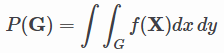 P(G) = ∫ ∫_G f(X)dx dy